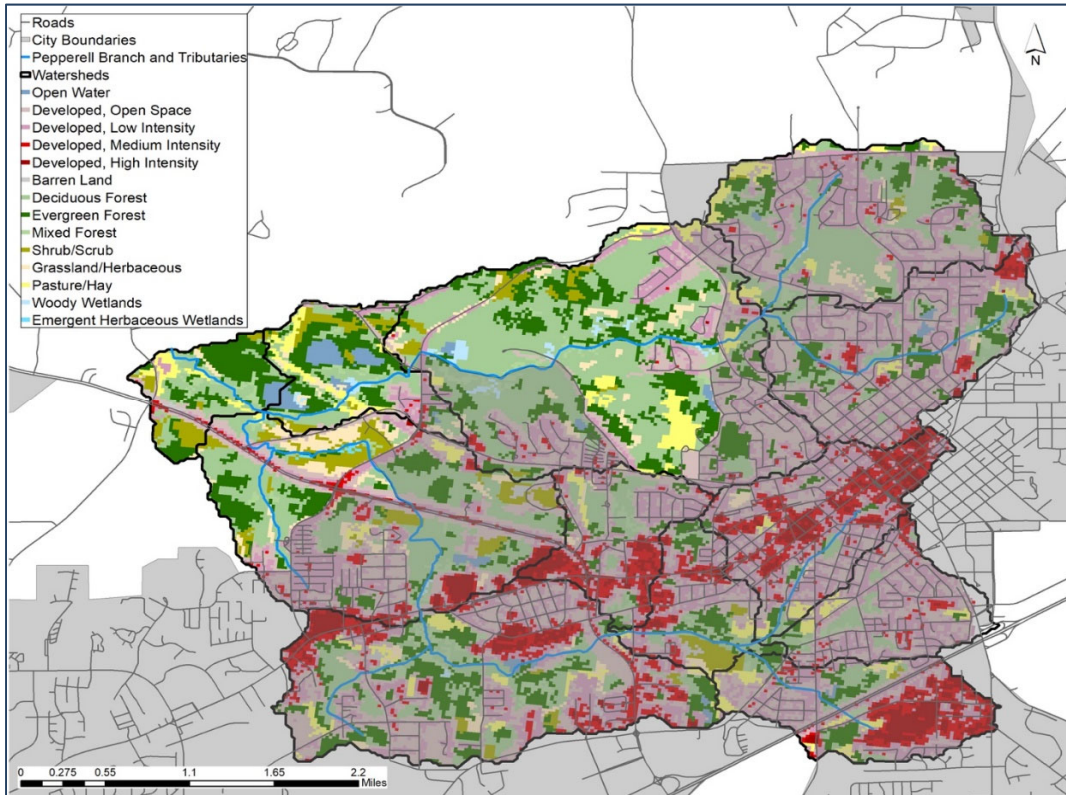 Roads
City Boundaries
Pepperell Branch and Tributaries
Watersheds
Open Water
Developed, Open Space
Developed, Low Intensity
Developed, Medium Intensity
Developed, High Intensity
Barren Land
Deciduous Forest
Evergreen Forest
Mixed Forest
Shrub/Scrub
Grassland/Herbaceous
Pasture/Hay
Woody Wetlands
Emergent Herbaceous Wetlands
N
0 0.275 0.55 1.1 1.65 2.2
Miles